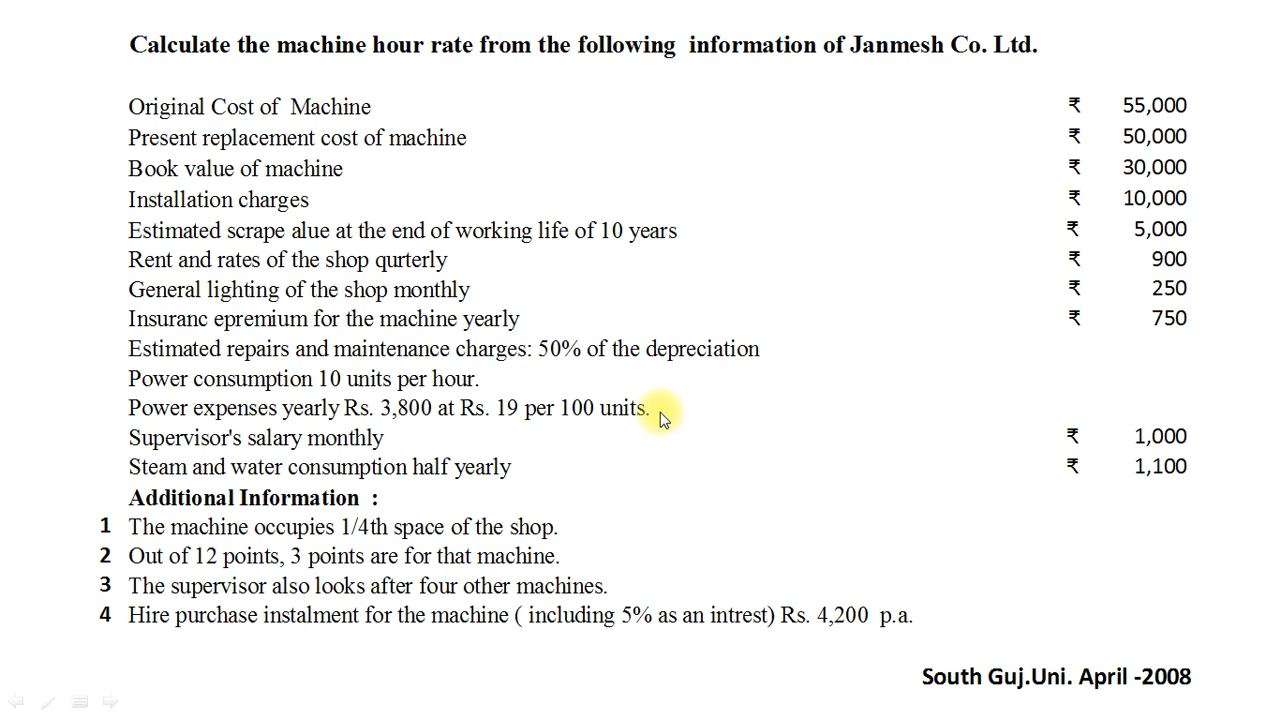 Calculate the machine hour rate from the following information of Janmesh Co. Ltd.
Original Cost of Machine ₹ 55,000
Present replacement cost of machine ₹ 50,000
Book value of machine ₹ 30,000
Installation charges ₹ 10,000
Estimated scrape alue at the end of working life of 10 years ₹ 5,000
Rent and rates of the shop qurterly ₹ 900
General lighting of the shop monthly ₹ 250
Insuranc epremium for the machine yearly ₹ 750
Estimated repairs and maintenance charges: 50% of the depreciation
Power consumption 10 units per hour.
Power expenses yearly Rs. 3,800 at Rs. 19 per 100 units.
Supervisor's salary monthly ₹ 1,000
Steam and water consumption half yearly ₹ 1,100
Additional Information :
1 The machine occupies 1/4th space of the shop.
2 Out of 12 points, 3 points are for that machine.
3 The supervisor also looks after four other machines.
4 Hire purchase instalment for the machine ( including 5% as an intrest) Rs. 4,200 p.a.
South Guj.Uni. April -2008